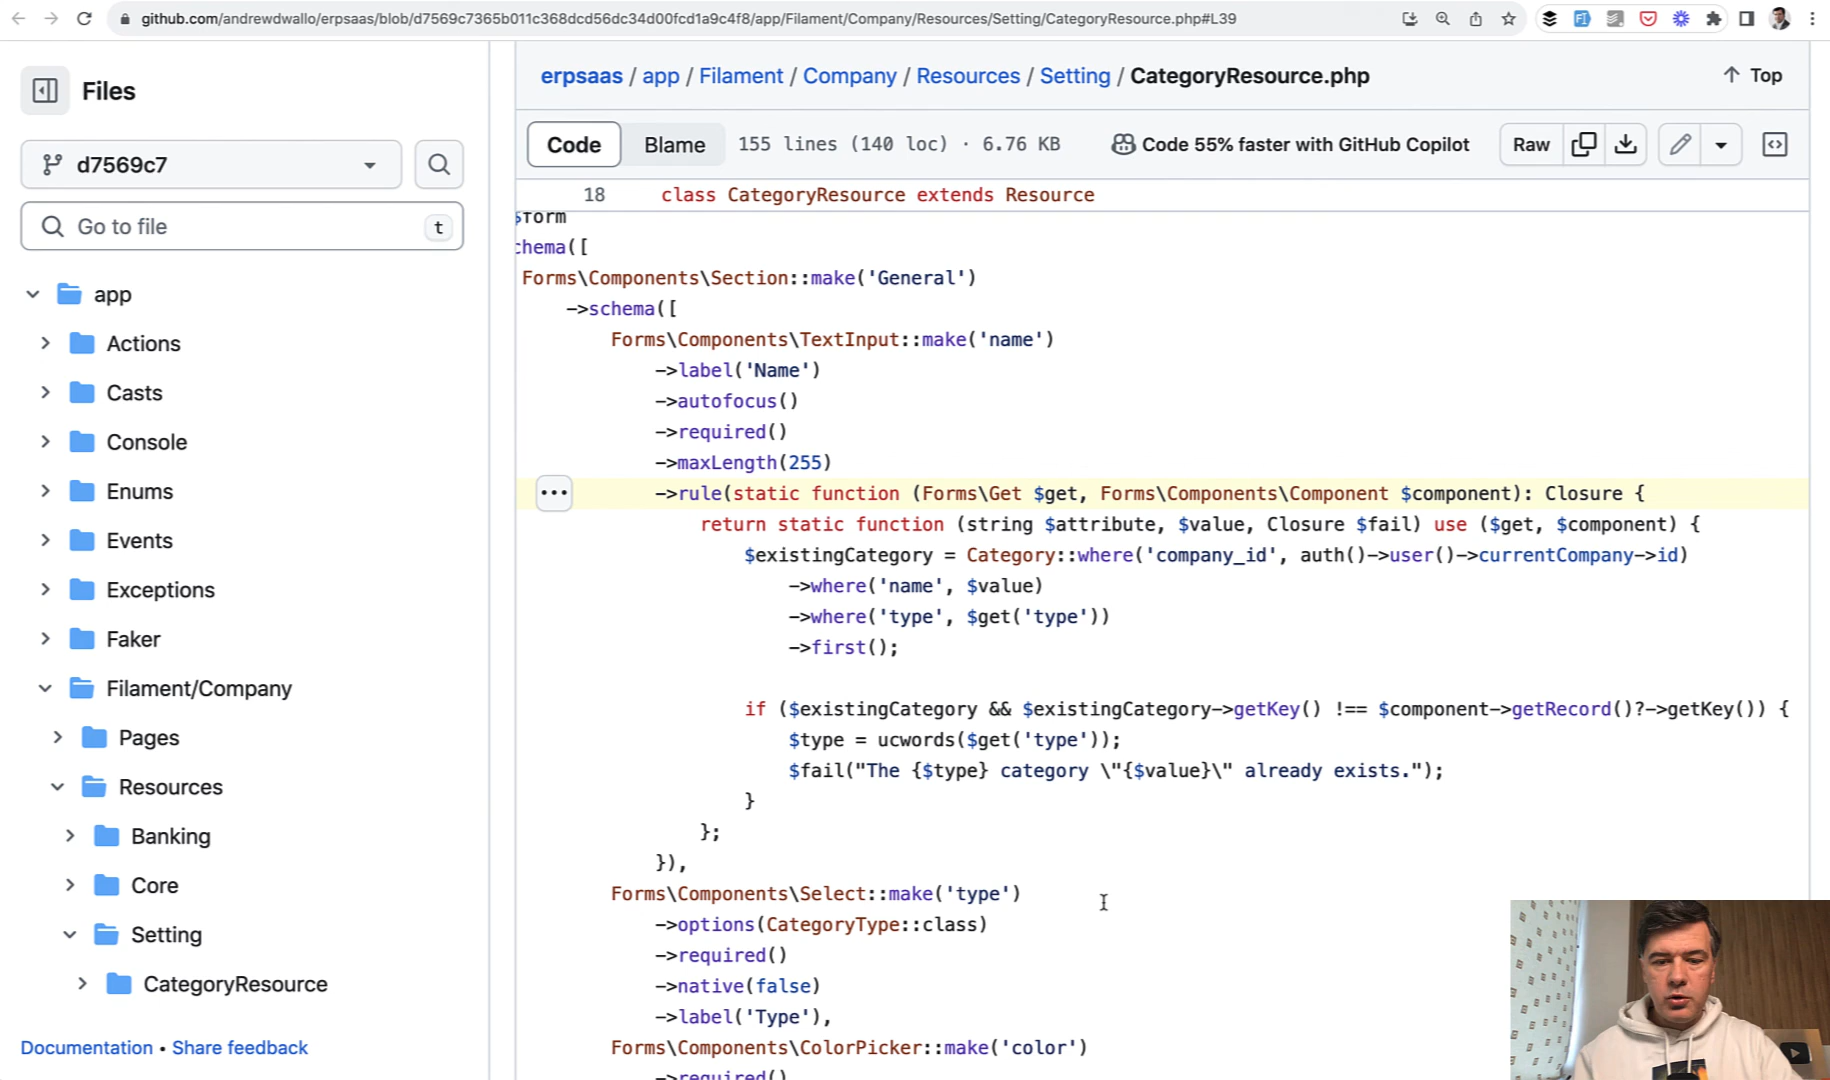 github.com/andrewdwallo/erpsaas/blob/d7569c7365b011c368dcd56dc34d00fcd1a9c4f8/app/Filament/Company/Resources/Setting/CategoryResource.php#L39
Files
d7569c7
Go to file
t
app
Actions
Casts
Console
Enums
Events
Exceptions
Faker
Filament/Company
Pages
Resources
Banking
Core
Setting
CategoryResource
Documentation • Share feedback
erpsaas / app / Filament / Company / Resources / Setting / CategoryResource.php
Top
Code
Blame
155 lines (140 loc) · 6.76 KB
Code 55% faster with GitHub Copilot
Raw
18 class CategoryResource extends Resource
$form
chema([
Forms\Components\Section::make('General')
->schema([
Forms\Components\TextInput::make('name')
->label('Name')
->autofocus()
->required()
->maxLength(255)
->rule(static function (Forms\Get $get, Forms\Components\Component $component): Closure {
return static function (string $attribute, $value, Closure $fail) use ($get, $component) {
$existingCategory = Category::where('company_id', auth()->user()->currentCompany->id)
->where('name', $value)
->where('type', $get('type'))
->first();
if ($existingCategory && $existingCategory->getKey() !== $component->getRecord()?->getKey()) {
$type = ucwords($get('type'));
$fail("The {$type} category \"{$value}\" already exists.");
}
};
}),
Forms\Components\Select::make('type')
->options(CategoryType::class)
->required()
->native(false)
->label('Type'),
Forms\Components\ColorPicker::make('color')
->required()